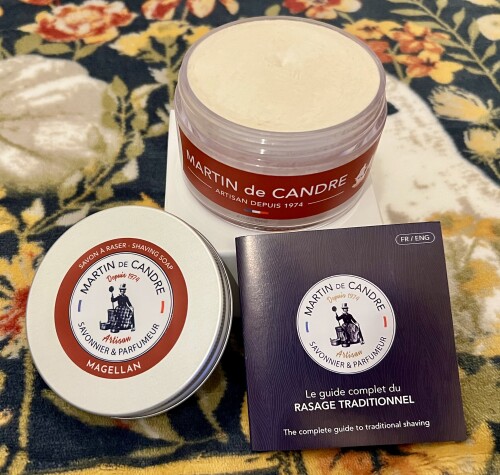 MARTIN de CANDRE
ARTISAN DEPUIS 1974
SAVON À RASER - SHAVING SOAP
MARTIN DE CANDRE
Depuis 1974
Artisan
SAVONNIER & PARFUMEUR
MAGELLAN
FR / ENG
MARTIN DE CANDRE
Depuis 1974
Artisan
SAVONNIER & PARFUMEUR
Le guide complet du
RASAGE TRADITIONNEL
The complete guide to traditional shaving